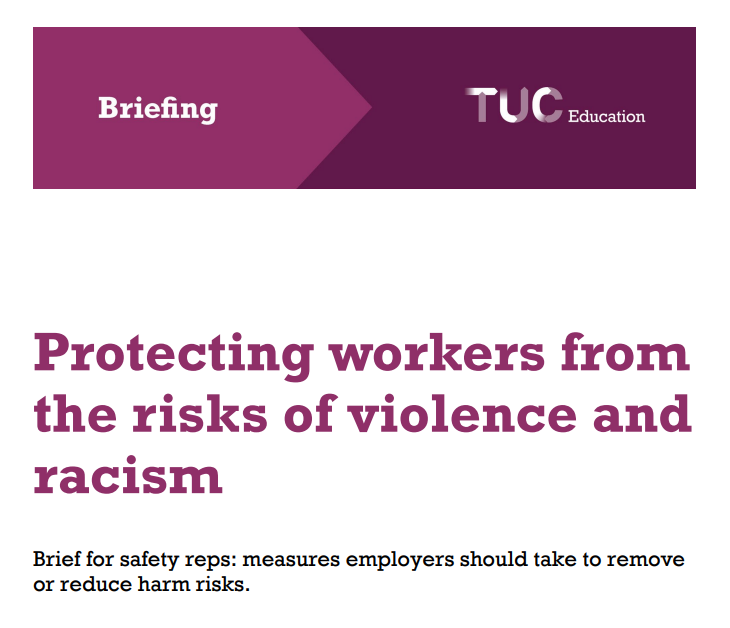 Briefing
TUC Education
Protecting workers from
the risks of violence and
racism
Brief for safety reps: measures employers should take to remove
or reduce harm risks.